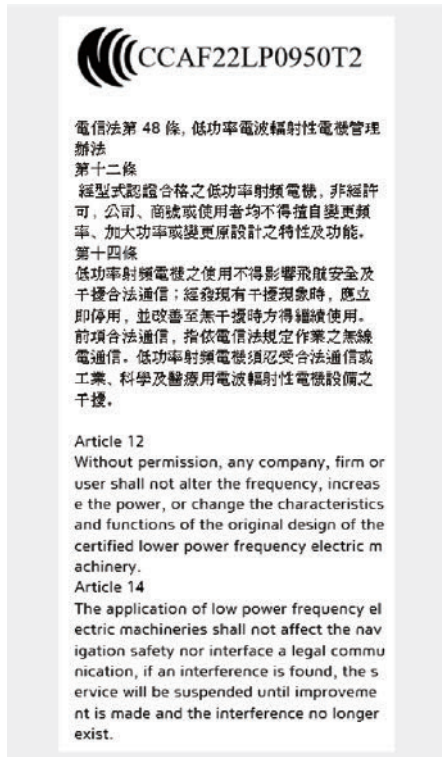 CCAF22LP0950T2
電信法第 48 條, 低功率電波輻射性電機管理
辦法
第十二條
經型式認證合格之低功率射頻電機, 非經許
可, 公司、商號或使用者均不得擅自變更頻
率、加大功率或變更原設計之特性及功能。
第十四條
低功率射頻電機之使用不得影響飛航安全及
干擾合法通信；經發現有干擾現象時, 應立
即停用, 並改善至無干擾時方得繼續使用。
前項合法通信, 指依電信法規定作業之無線
電通信。低功率射頻電機須忍受合法通信或
工業、科學及醫療用電波輻射性電機設備之
干擾。
Article 12
Without permission, any company, firm or
user shall not alter the frequency, increas
e the power, or change the characteristics
and functions of the original design of the
certified lower power frequency electric m
achinery.
Article 14
The application of low power frequency el
ectric machineries shall not affect the nav
igation safety nor interface a legal commu
nication, if an interference is found, the s
ervice will be suspended until improveme
nt is made and the interference no longer
exist.